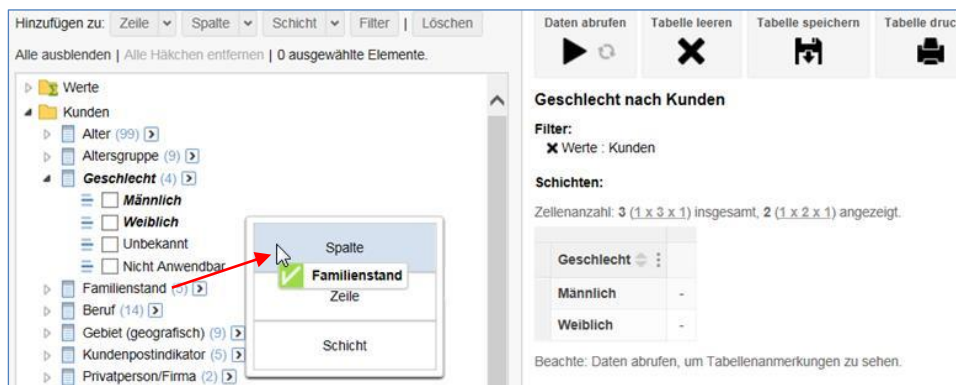 Hinzufügen zu: Zeile Spalte Schicht Filter | Löschen
Alle ausblenden | Alle Häkchen entfernen | 0 ausgewählte Elemente.
Werte
Kunden
Alter (99)
Altersgruppe (9)
Geschlecht (4)
Männlich
Weiblich
Unbekannt
Nicht Anwendbar
Familienstand
Beruf (14)
Gebiet (geografisch) (9)
Kundenpostindikator (5)
Privatperson/Firma (2)
Spalte
Familienstand
Zeile
Schicht
Daten abrufen Tabelle leeren Tabelle speichern Tabelle druc
Geschlecht nach Kunden
Filter:
Werte : Kunden
Schichten:
Zellenanzahl: 3 (1 x 3 x 1) insgesamt, 2 (1 x 2 x 1) angezeigt.
Geschlecht
Männlich -
Weiblich -
Beachte: Daten abrufen, um Tabellenanmerkungen zu sehen.